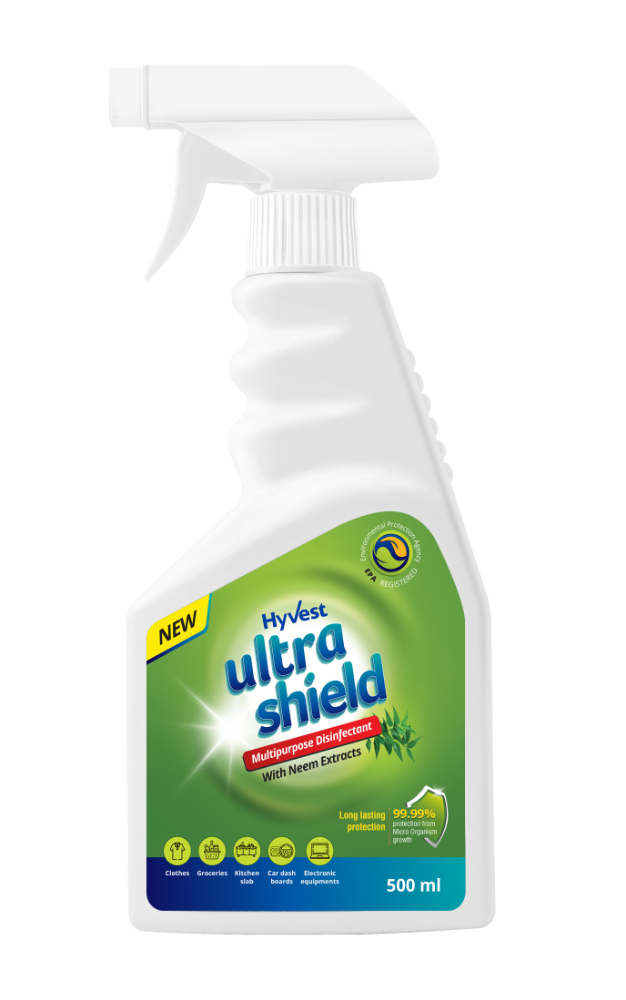 Environmental Protection Agency
EPA REGISTERED
NEW
HyVest
ultra
shield
Multipurpose Disinfectant
With Neem Extracts
Long lasting
protection
99.99%
protection from
Micro Organism
growth
Clothes
Groceries
Kitchen
slab
Car dash
boards
Electronic
equipments
500 ml